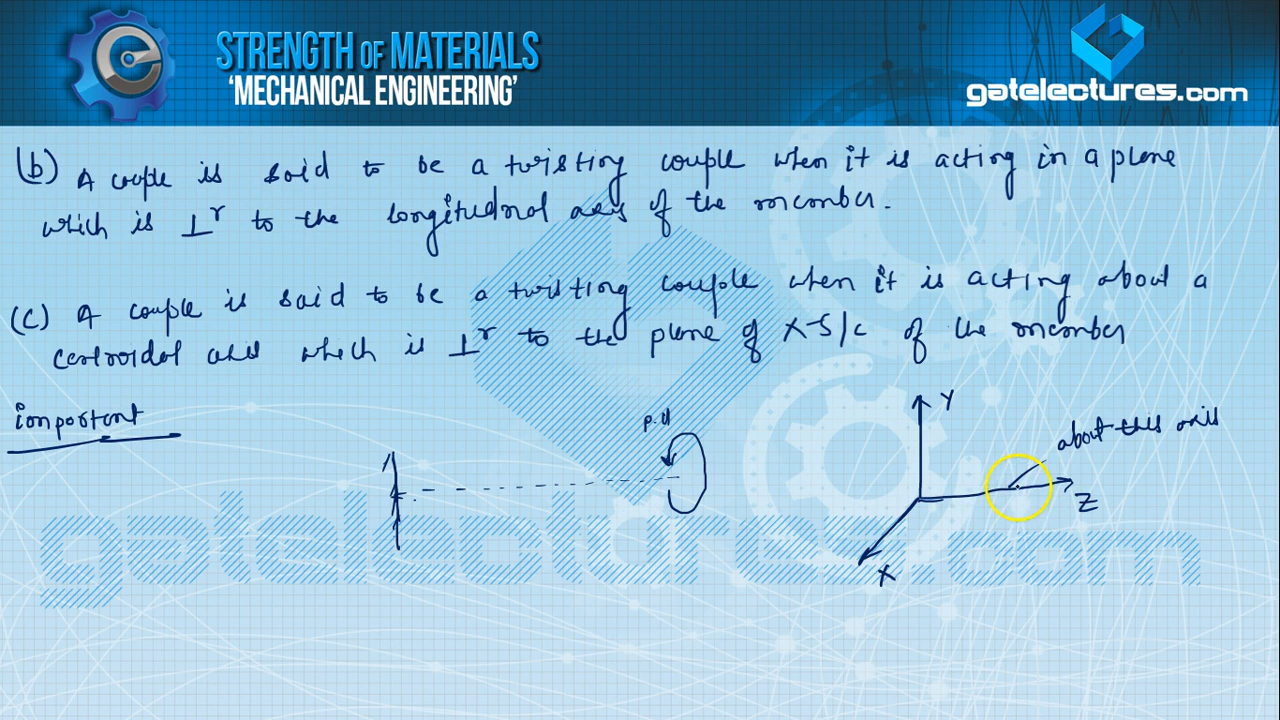 STRENGTH OF MATERIALS
'MECHANICAL ENGINEERING'
gatelectures.com
(b) A couple is said to be a twisting couple when it is acting in a plane
which is ⊥r to the longitudinal axis of the member.
(c) A couple is said to be a twisting couple when it is acting about a
centroidal axis which is ⊥r to the plane of X-S/c of the member
important
Y
about this axis
Z
X
gatelectures.com